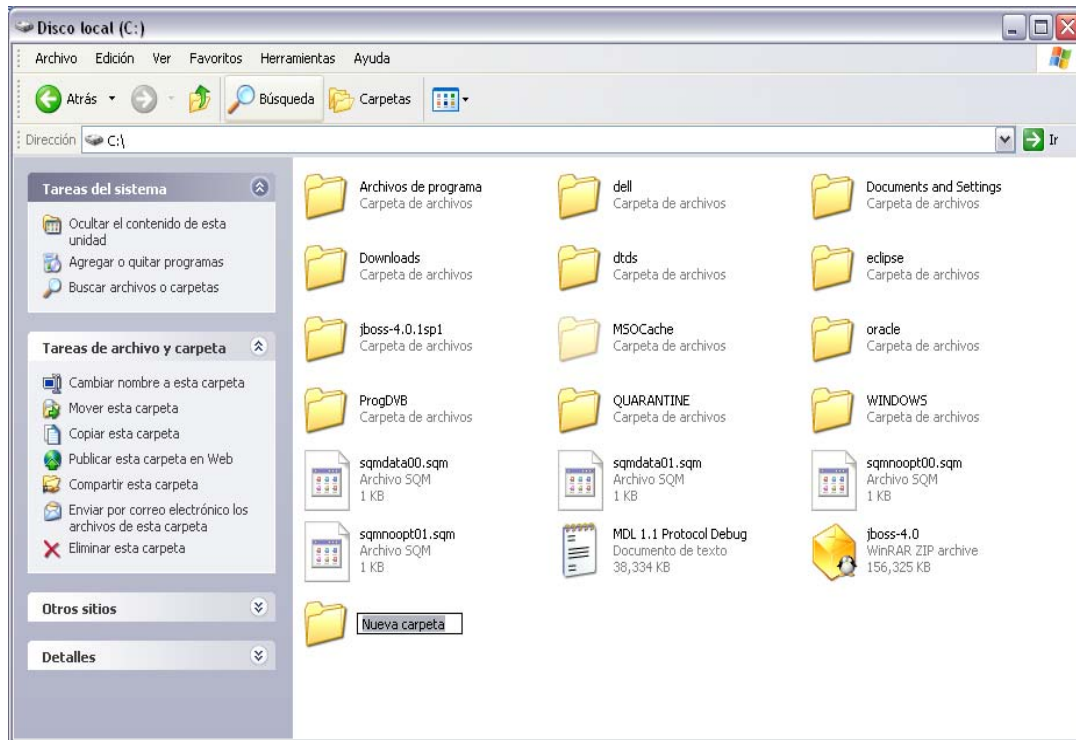 Disco local (C:)
Archivo Edición Ver Favoritos Herramientas Ayuda
Atrás Búsqueda Carpetas
Dirección C:\ Ir
Tareas del sistema
Ocultar el contenido de esta
unidad
Agregar o quitar programas
Buscar archivos o carpetas
Tareas de archivo y carpeta
Cambiar nombre a esta carpeta
Mover esta carpeta
Copiar esta carpeta
Publicar esta carpeta en Web
Compartir esta carpeta
Enviar por correo electrónico los
archivos de esta carpeta
Eliminar esta carpeta
Otros sitios
Detalles
Archivos de programa
Carpeta de archivos
dell
Carpeta de archivos
Documents and Settings
Carpeta de archivos
Downloads
Carpeta de archivos
dtds
Carpeta de archivos
eclipse
Carpeta de archivos
jboss-4.0.1sp1
Carpeta de archivos
MSOCache
Carpeta de archivos
oracle
Carpeta de archivos
ProgDVB
Carpeta de archivos
QUARANTINE
Carpeta de archivos
WINDOWS
Carpeta de archivos
sqmdata00.sqm
Archivo SQM
1 KB
sqmdata01.sqm
Archivo SQM
1 KB
sqmnoopt00.sqm
Archivo SQM
1 KB
sqmnoopt01.sqm
Archivo SQM
1 KB
MDL 1.1 Protocol Debug
Documento de texto
38,334 KB
jboss-4.0
WinRAR ZIP archive
156,325 KB
Nueva carpeta